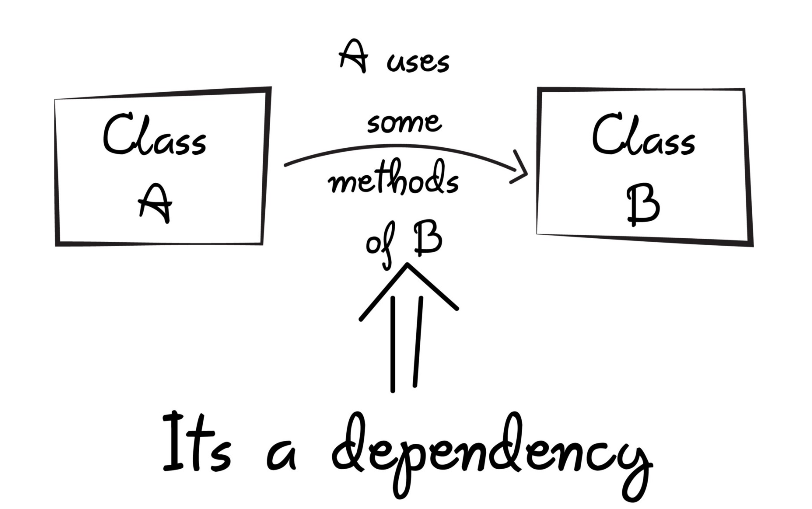 A uses
some
methods
of B
Class
A
Class
B
Its a dependency